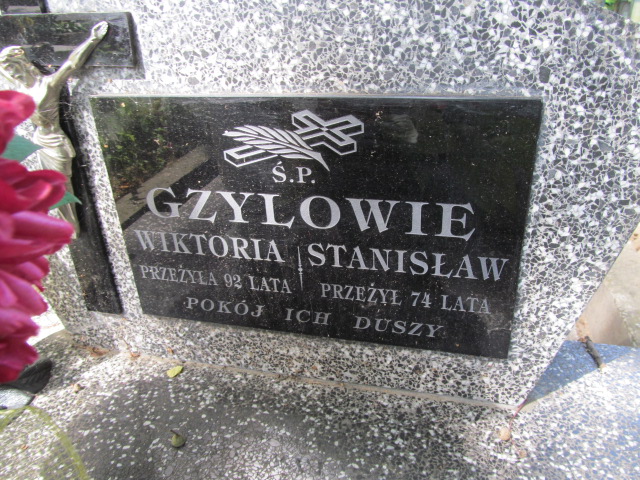 Ś.P.
GZYLOWIE
WIKTORIA STANISŁAW
PRZEŻYŁA 92 LATA PRZEŻYŁ 74 LATA
POKÓJ ICH DUSZY